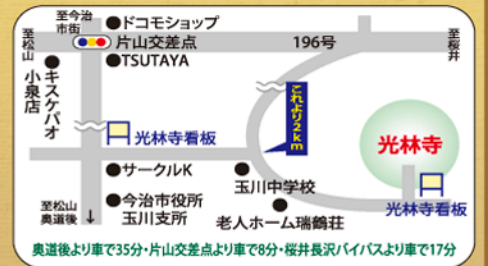 至今治
市街
ドコモショップ
片山交差点
196号
至松山
至桜井
TSUTAYA
キスケパオ
小泉店
これより2km
光林寺看板
光林寺
サークルK
玉川中学校
光林寺看板
至松山
奥道後
今治市役所
玉川支所
老人ホーム瑞鶴荘
奥道後より車で35分・片山交差点より車で8分・桜井長沢バイパスより車で17分